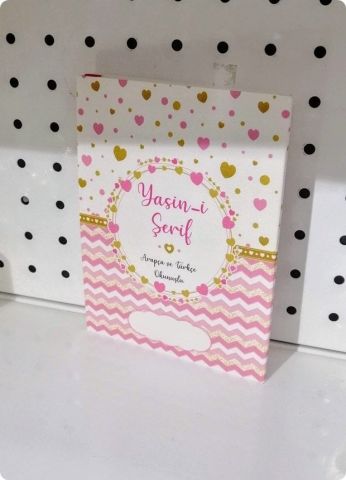 Yasin-i
Şerif
Arapça ve Türkçe
Okunuşlu